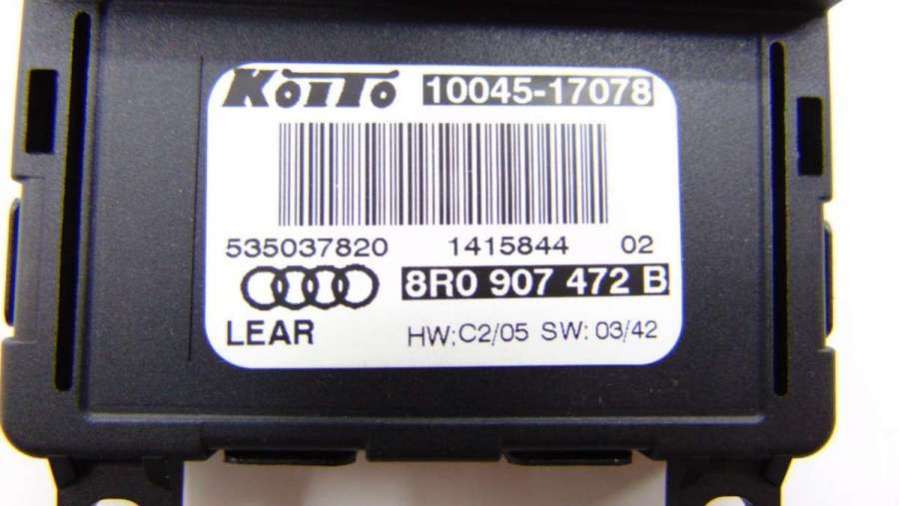 KOITO 10045-17078
535037820 1415844 02
8R0 907 472 B
LEAR HW:C2/05 SW: 03/42